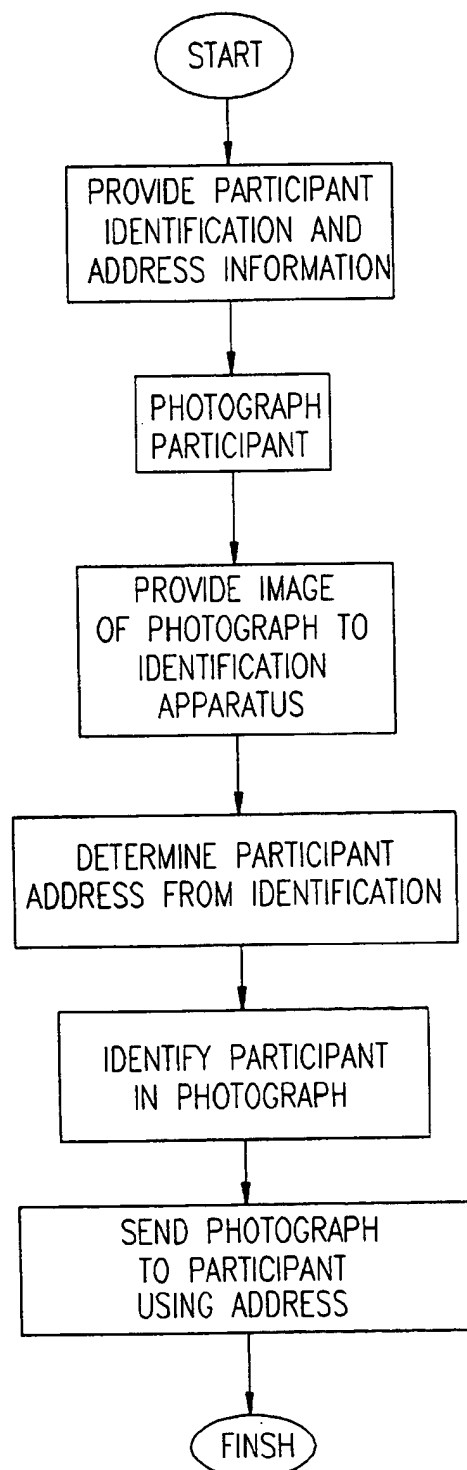 START
PROVIDE PARTICIPANT
IDENTIFICATION AND
ADDRESS INFORMATION
PHOTOGRAPH
PARTICIPANT
PROVIDE IMAGE
OF PHOTOGRAPH TO
IDENTIFICATION
APPARATUS
DETERMINE PARTICIPANT
ADDRESS FROM IDENTIFICATION
IDENTIFY PARTICIPANT
IN PHOTOGRAPH
SEND PHOTOGRAPH
TO PARTICIPANT
USING ADDRESS
FINSH